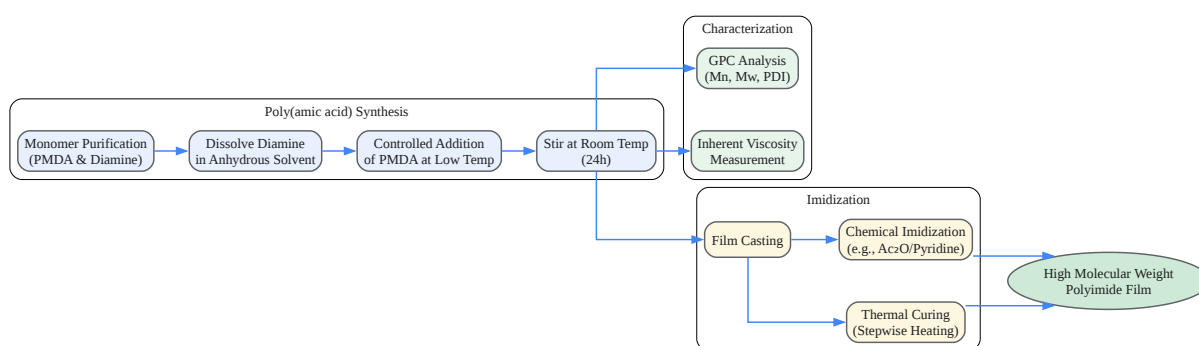 Characterization
GPC Analysis
(Mn, Mw, PDI)
Poly(amic acid) Synthesis
Monomer Purification
(PMDA & Diamine)
Dissolve Diamine
in Anhydrous Solvent
Controlled Addition
of PMDA at Low Temp
Stir at Room Temp
(24h)
Inherent Viscosity
Measurement
Imidization
Film Casting
Chemical Imidization
(e.g., Ac₂O/Pyridine)
Thermal Curing
(Stepwise Heating)
High Molecular Weight
Polyimide Film